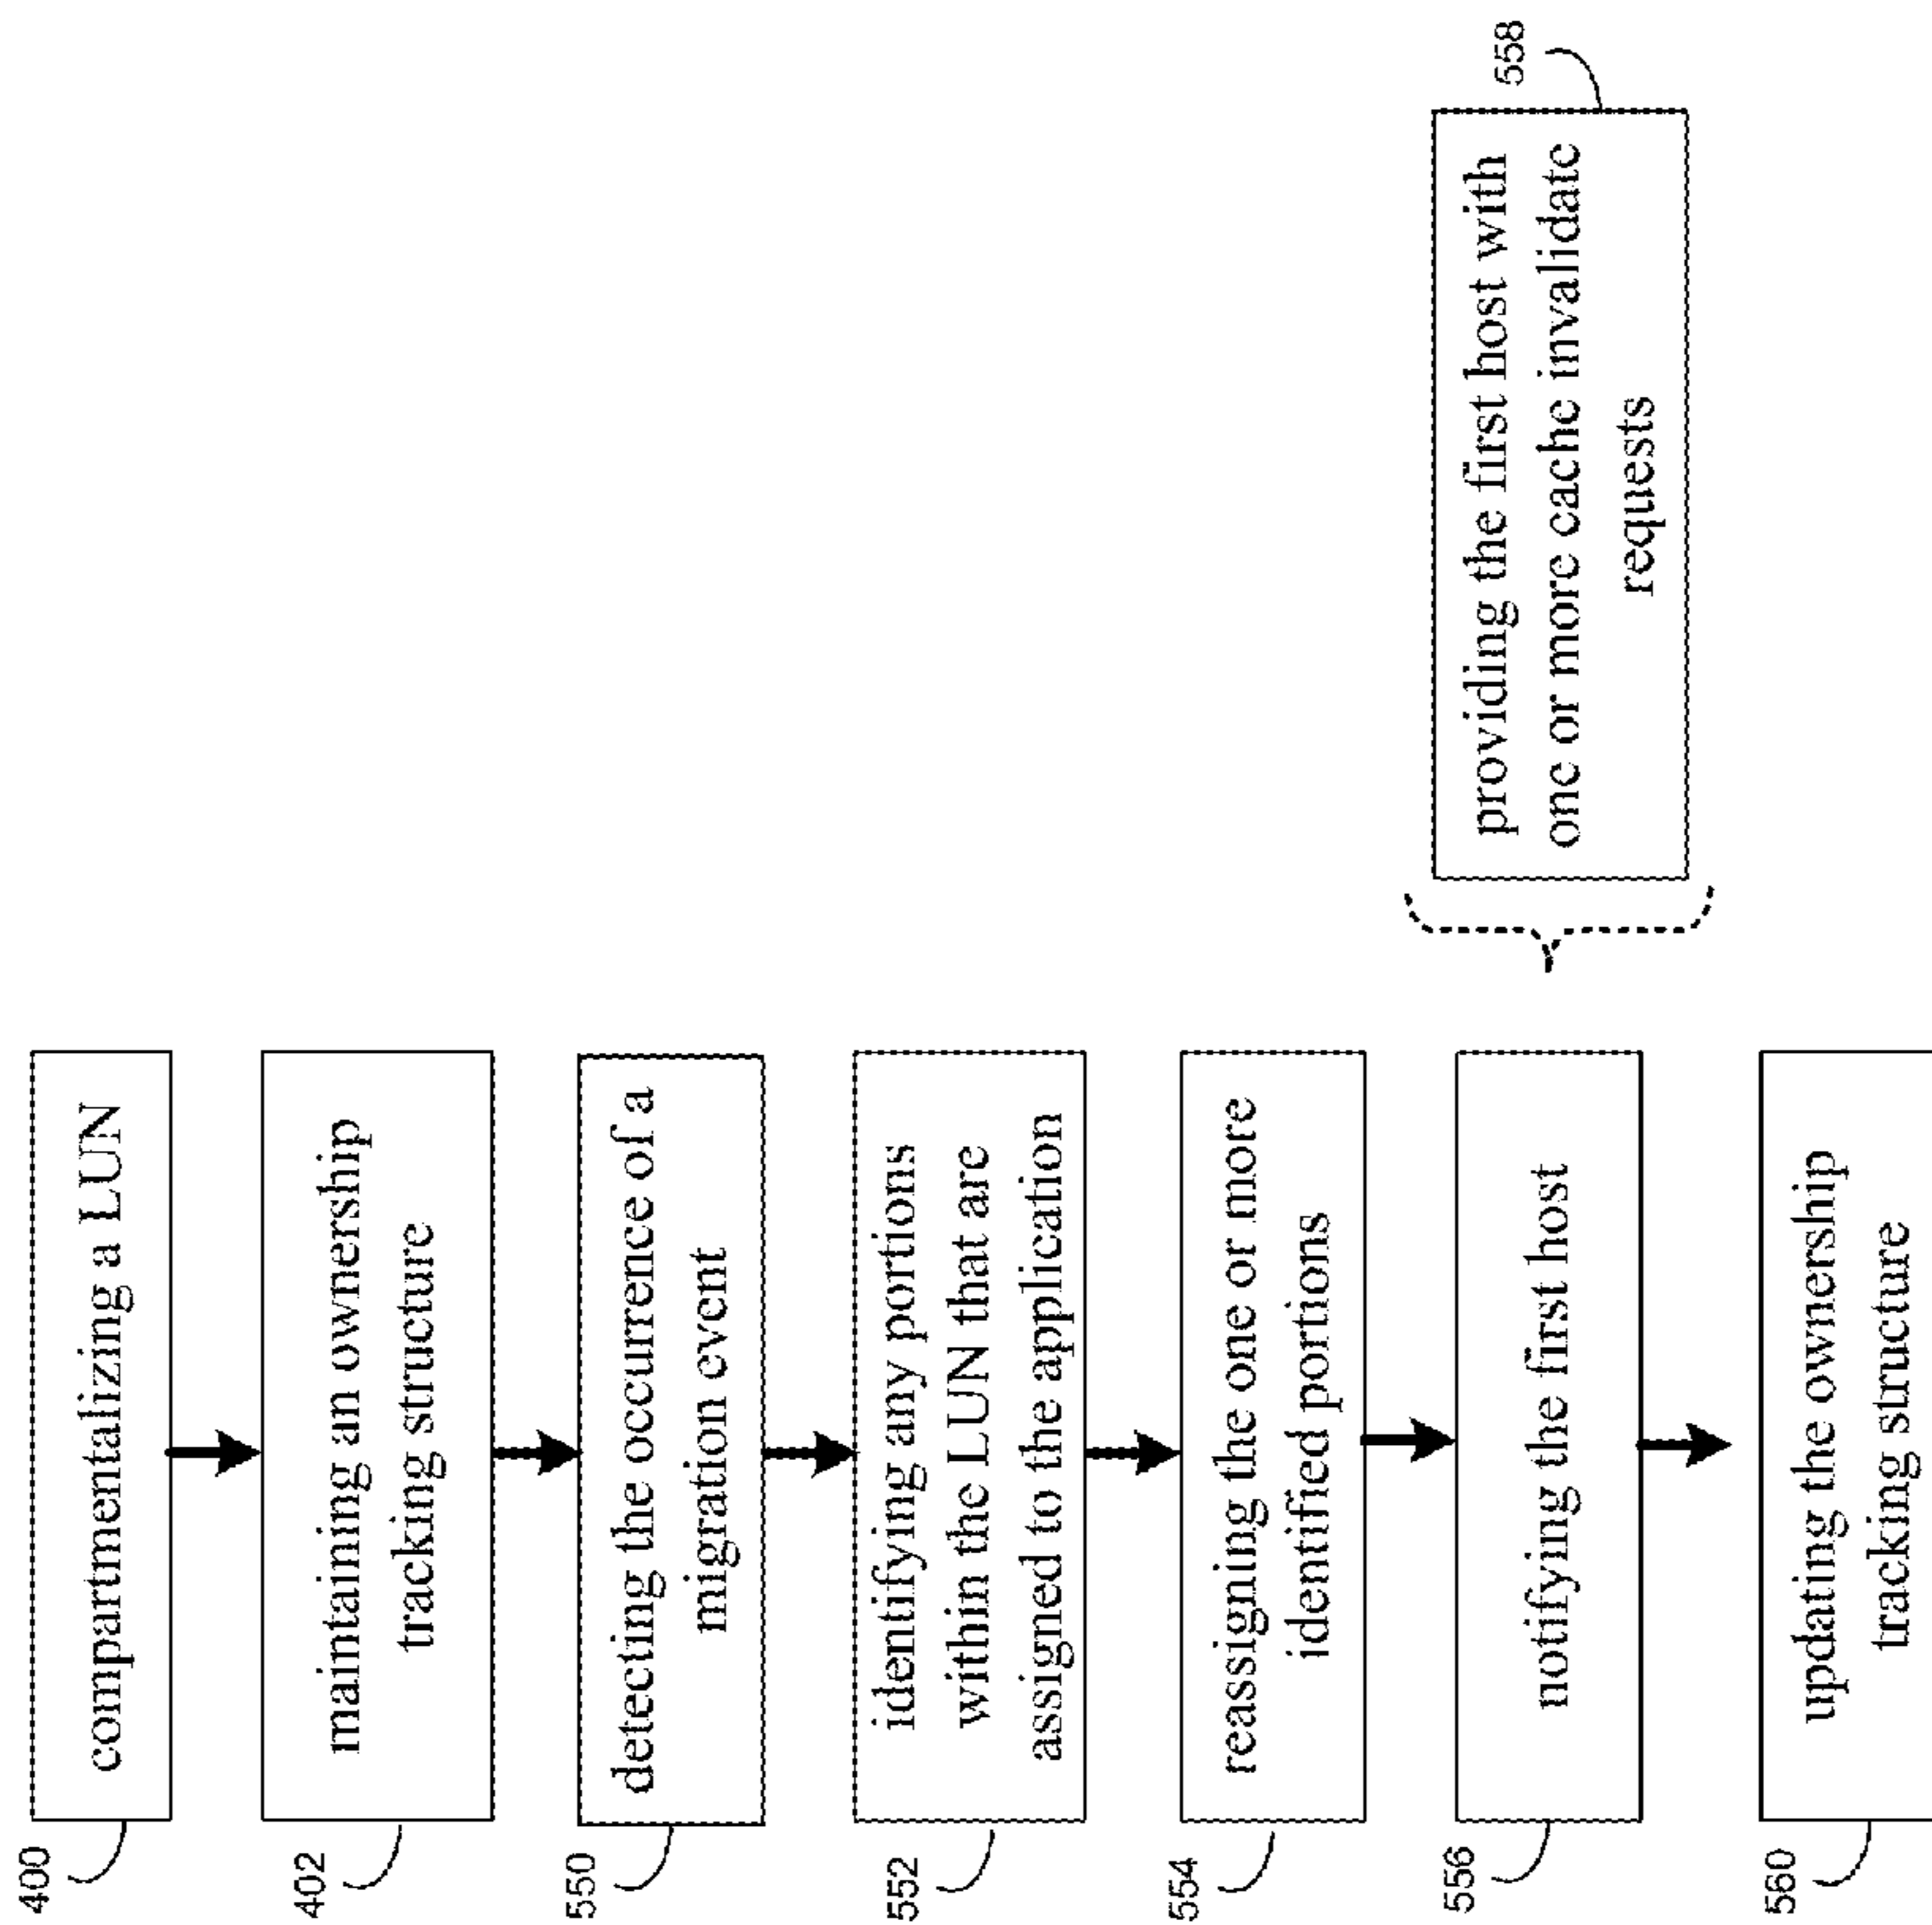 400
compartmentalizing a LUN
402
maintaining an ownership
tracking structure
550
detecting the occurrence of a
migration event
552
identifying any portions
within the LUN that are
assigned to the application
554
reassigning the one or more
identified portions
556
notifying the first host
558
providing the first host with
one or more cache invalidate
requests
560
updating the ownership
tracking structure